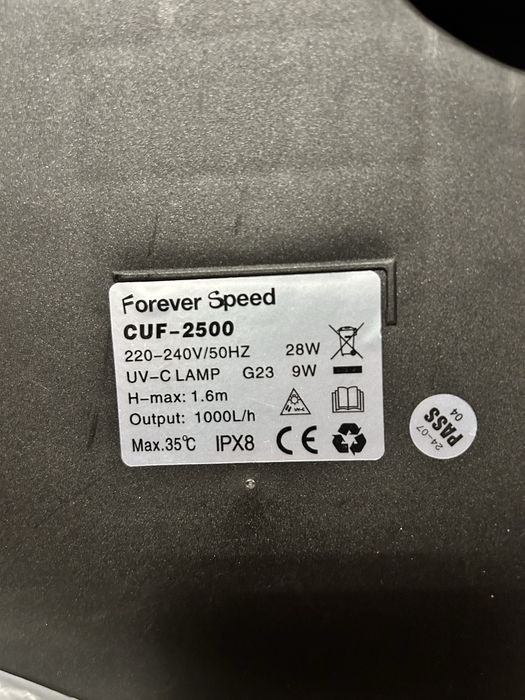 Forever Speed
CUF-2500
220-240V/50HZ 28W
UV-C LAMP G23 9W
H-max: 1.6m
Output: 1000L/h
Max.35℃ IPX8 CE
24-07
PASS
04